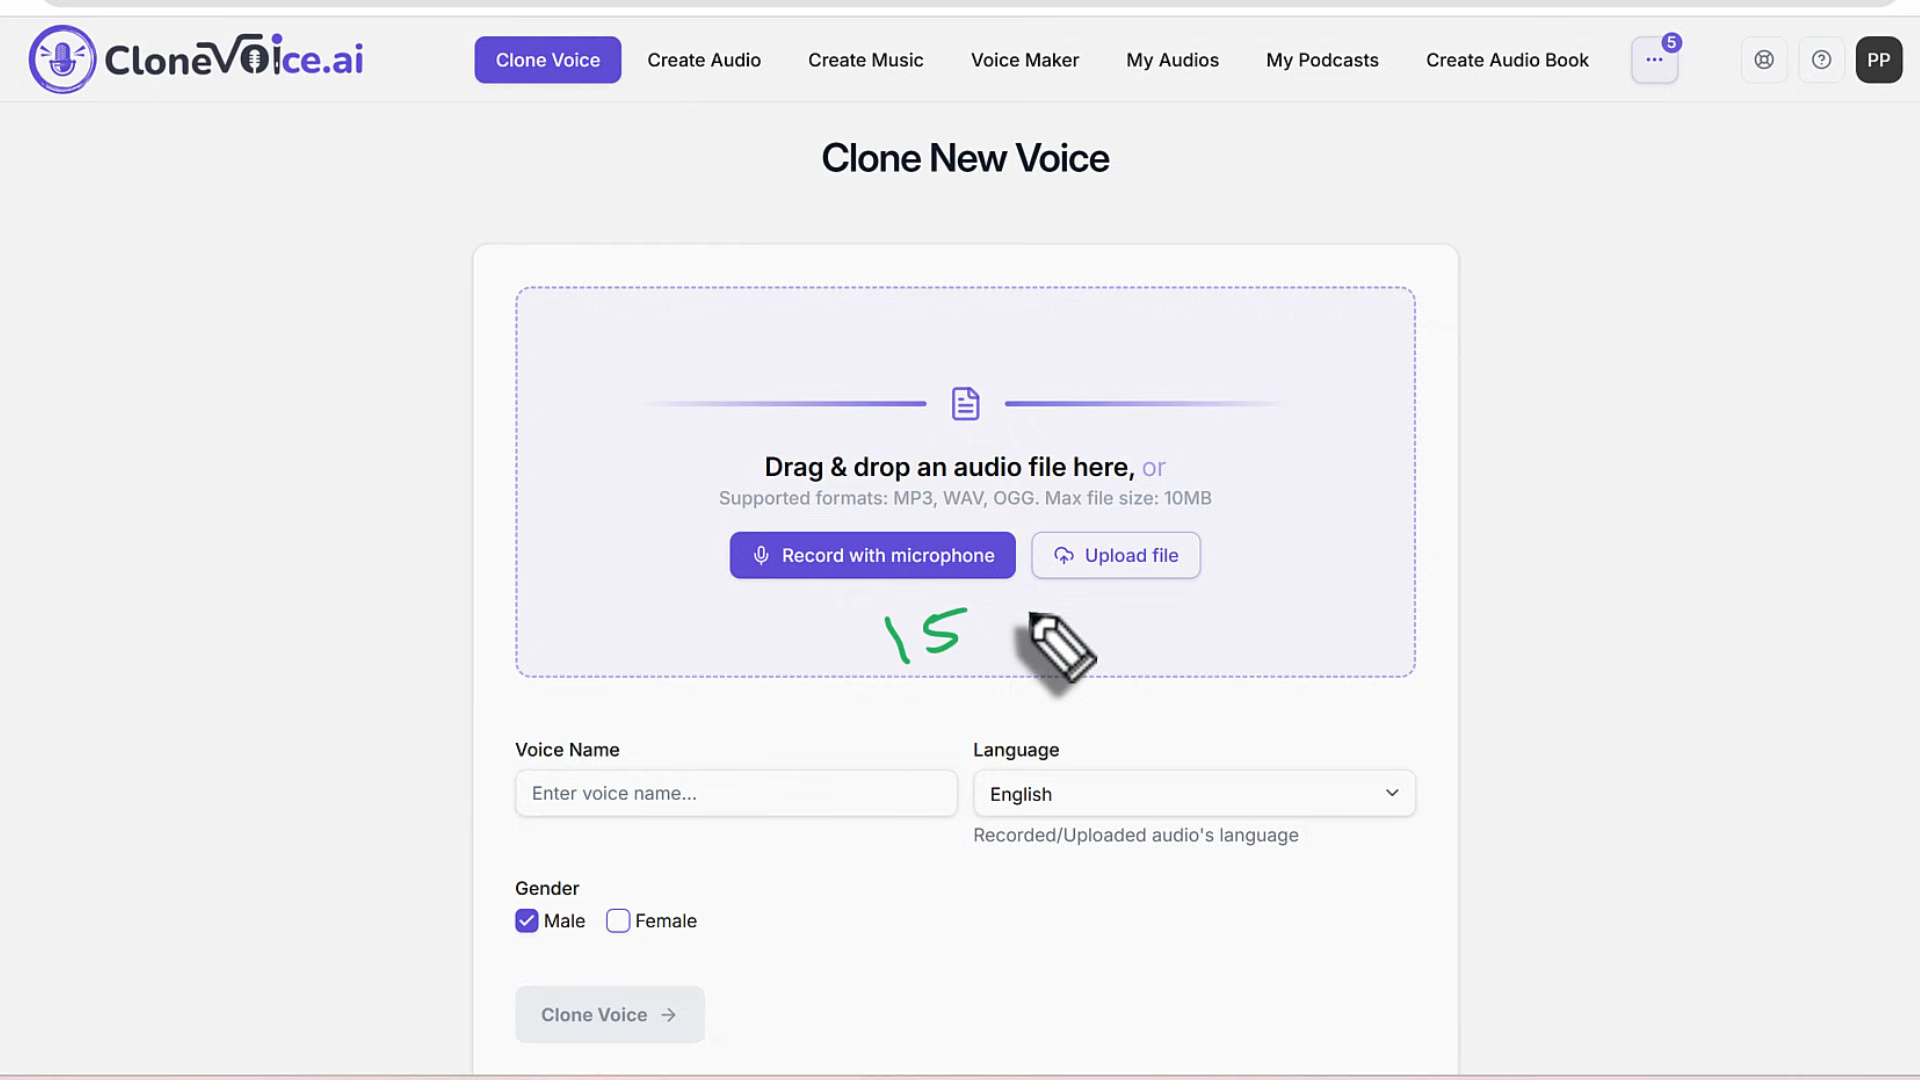 CloneVoice.ai
Clone Voice
Create Audio
Create Music
Voice Maker
My Audios
My Podcasts
Create Audio Book
5
PP
Clone New Voice
Drag & drop an audio file here, or
Supported formats: MP3, WAV, OGG. Max file size: 10MB
Record with microphone
Upload file
15
Voice Name
Language
Enter voice name...
English
Recorded/Uploaded audio's language
Gender
Male
Female
Clone Voice